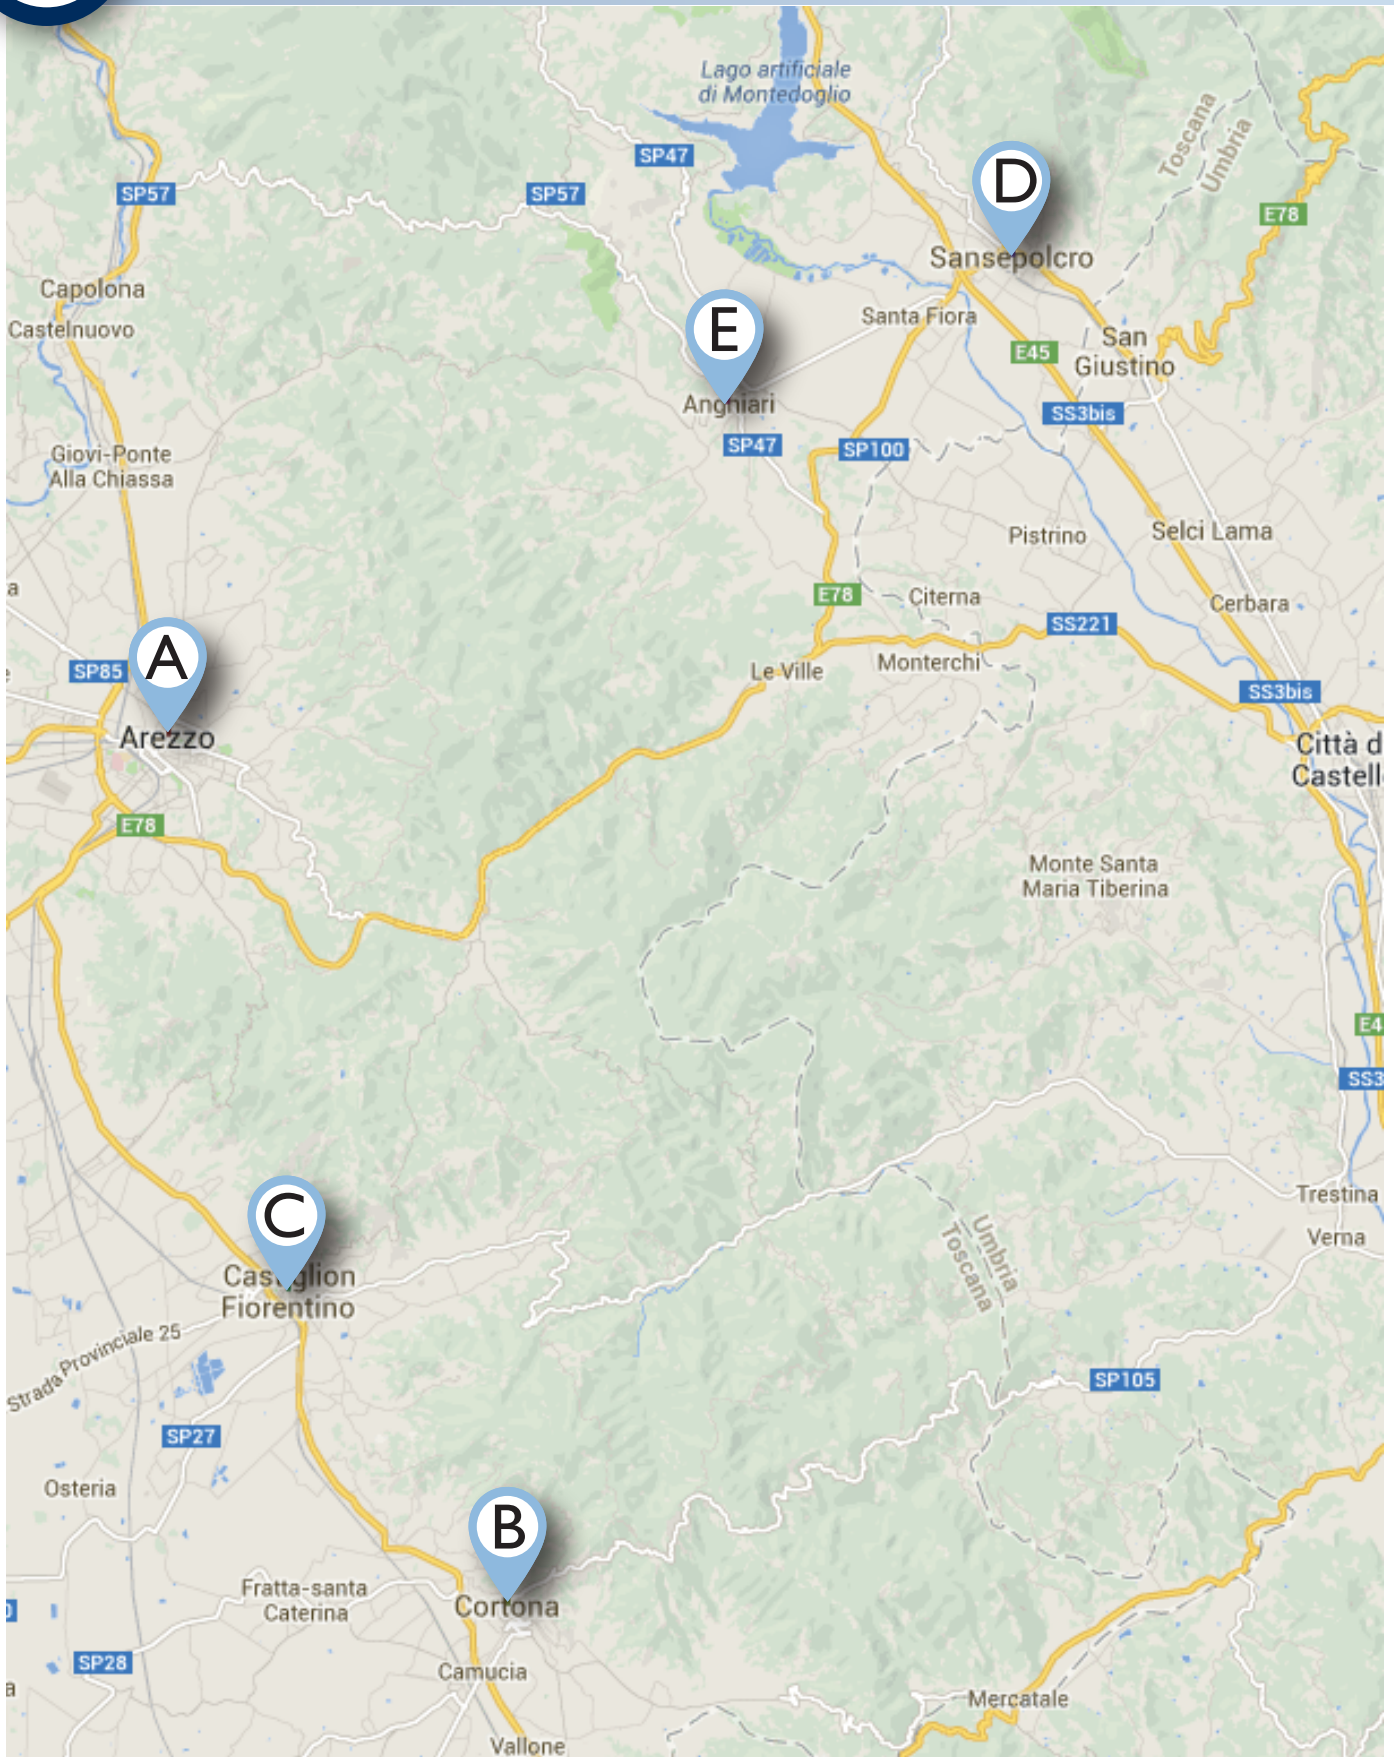 Lago artificiale
di Montedoglio
Toscana
Umbria
SP47
D
SP57
SP57
E78
Sansepolcro
Capolona
Santa Fiora
Castelnuovo
E
San
Giustino
E45
Anghiari
SS3bis
SP47
SP100
Giovi-Ponte
Alla Chiassa
Pistrino
Selci Lama
a
E78
Citerna
Cerbara
SS221
A
SP85
Le Ville
Monterchi
SS3bis
Arezzo
Città d
Castell
E78
Monte Santa
Maria Tiberina
E4
SS3
Trestina
C
Umbria
Toscana
Verna
Castiglion
Fiorentino
Strada Provinciale 25
SP105
SP27
Osteria
B
Fratta-santa
Caterina
Cortona
SP28
Camucia
a
Mercatale
Vallone